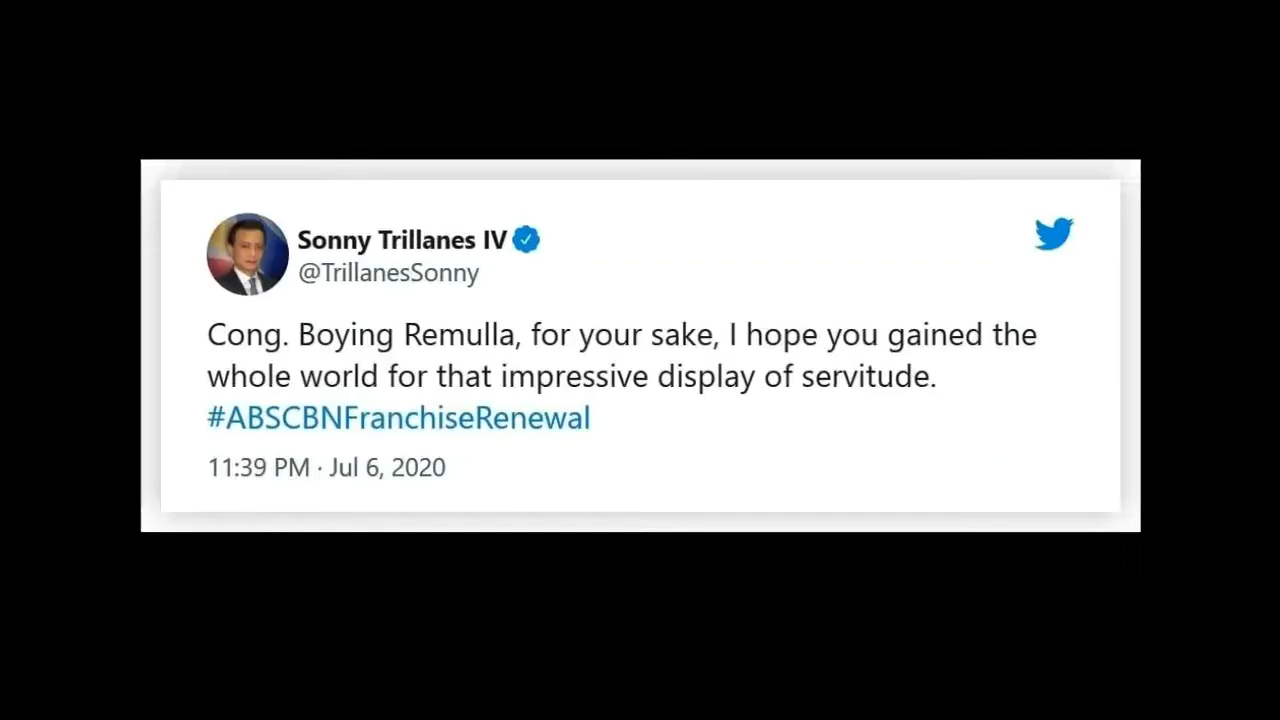 Sonny Trillanes IV
@TrillanesSonny
Cong. Boying Remulla, for your sake, I hope you gained the
whole world for that impressive display of servitude.
#ABSCBNFranchiseRenewal
11:39 PM · Jul 6, 2020